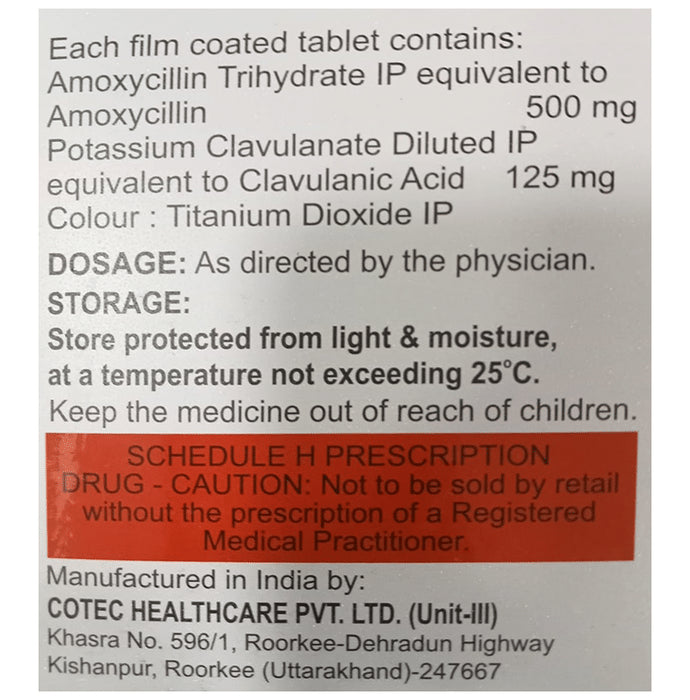 Each film coated tablet contains:
Amoxycillin Trihydrate IP equivalent to
Amoxycillin 500 mg
Potassium Clavulanate Diluted IP
equivalent to Clavulanic Acid 125 mg
Colour : Titanium Dioxide IP
DOSAGE: As directed by the physician.
STORAGE:
Store protected from light & moisture,
at a temperature not exceeding 25°C.
Keep the medicine out of reach of children.
SCHEDULE H PRESCRIPTION
DRUG - CAUTION: Not to be sold by retail
without the prescription of a Registered
Medical Practitioner.
Manufactured in India by:
COTEC HEALTHCARE PVT. LTD. (Unit-III)
Khasra No. 596/1, Roorkee-Dehradun Highway
Kishanpur, Roorkee (Uttarakhand)-247667